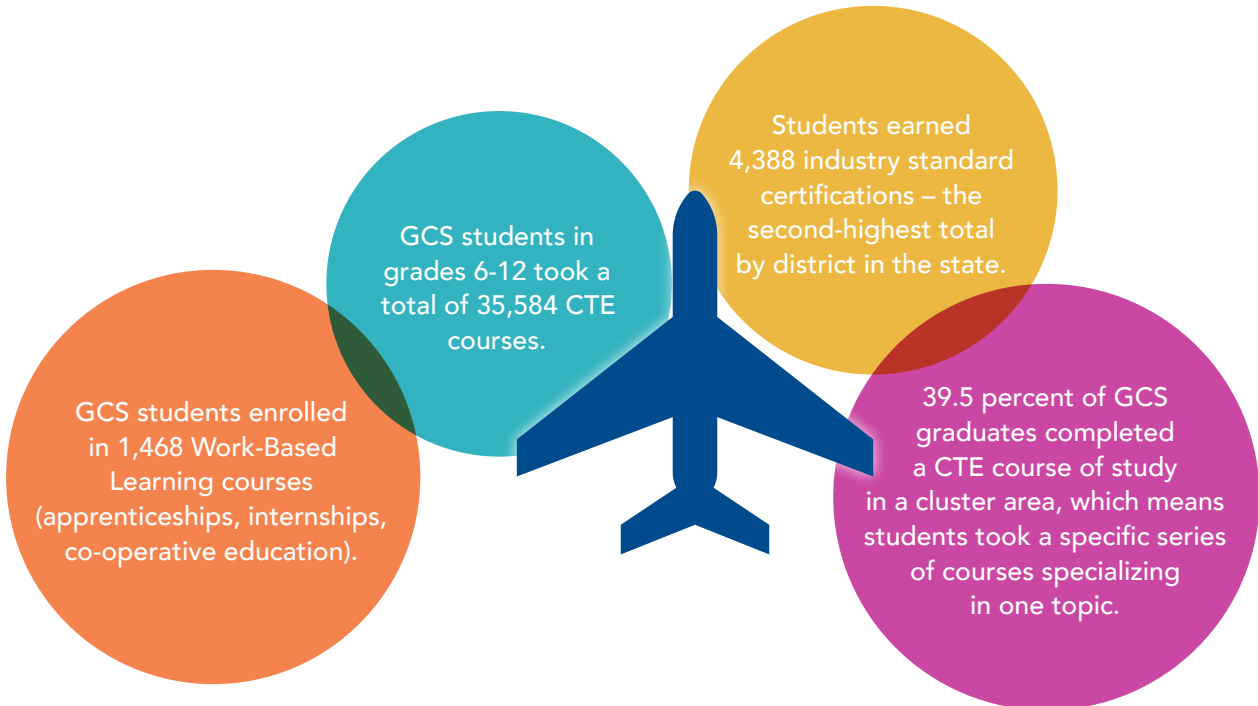 GCS students enrolled
in 1,468 Work-Based
Learning courses
(apprenticeships, internships,
co-operative education).
GCS students in
grades 6-12 took a
total of 35,584 CTE
courses.
Students earned
4,388 industry standard
certifications – the
second-highest total
by district in the state.
39.5 percent of GCS
graduates completed
a CTE course of study
in a cluster area, which means
students took a specific series
of courses specializing
in one topic.